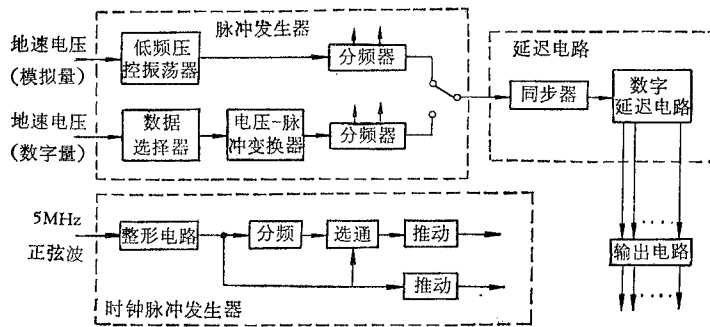 脉冲发生器
地速电压
(模拟量)
低频压
控振荡器
分频器
地速电压
(数字量)
数据
选择器
电压~脉
冲变换器
分频器
延迟电路
同步器
数字
延迟电路
输出电路
5MHz
正弦波
整形电路
分频
选通
推动
推动
时钟脉冲发生器